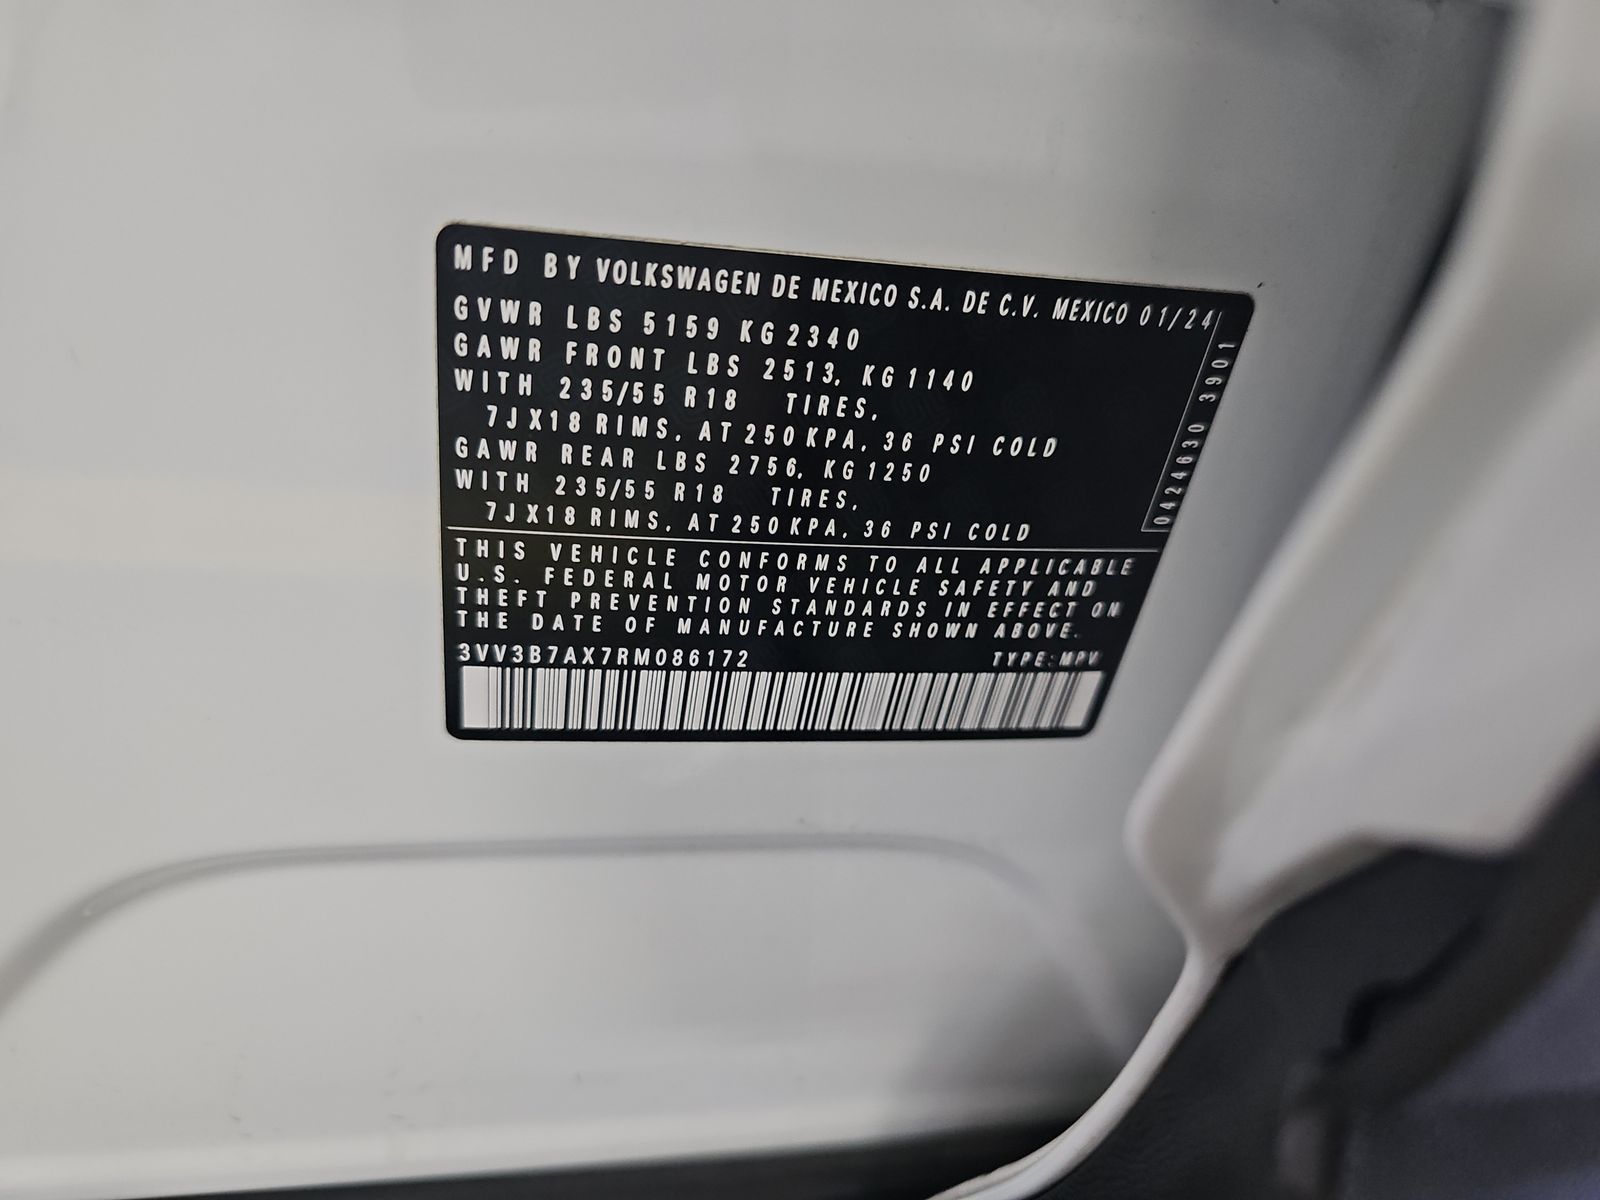 MFD BY VOLKSWAGEN DE MEXICO S.A. DE C.V. MEXICO 01/24
GVWR LBS 5159 KG 2340
GAWR FRONT LBS 2513, KG 1140
WITH 235/55 R18 TIRES,
7JX18 RIMS, AT 250 KPA, 36 PSI COLD
GAWR REAR LBS 2756, KG 1250
WITH 235/55 R18 TIRES,
7JX18 RIMS, AT 250 KPA, 36 PSI COLD
0424630 3901
THIS VEHICLE CONFORMS TO ALL APPLICABLE
U.S. FEDERAL MOTOR VEHICLE SAFETY AND
THEFT PREVENTION STANDARDS IN EFFECT ON
THE DATE OF MANUFACTURE SHOWN ABOVE.
3VV3B7AX7RM086172 TYPE:MPV